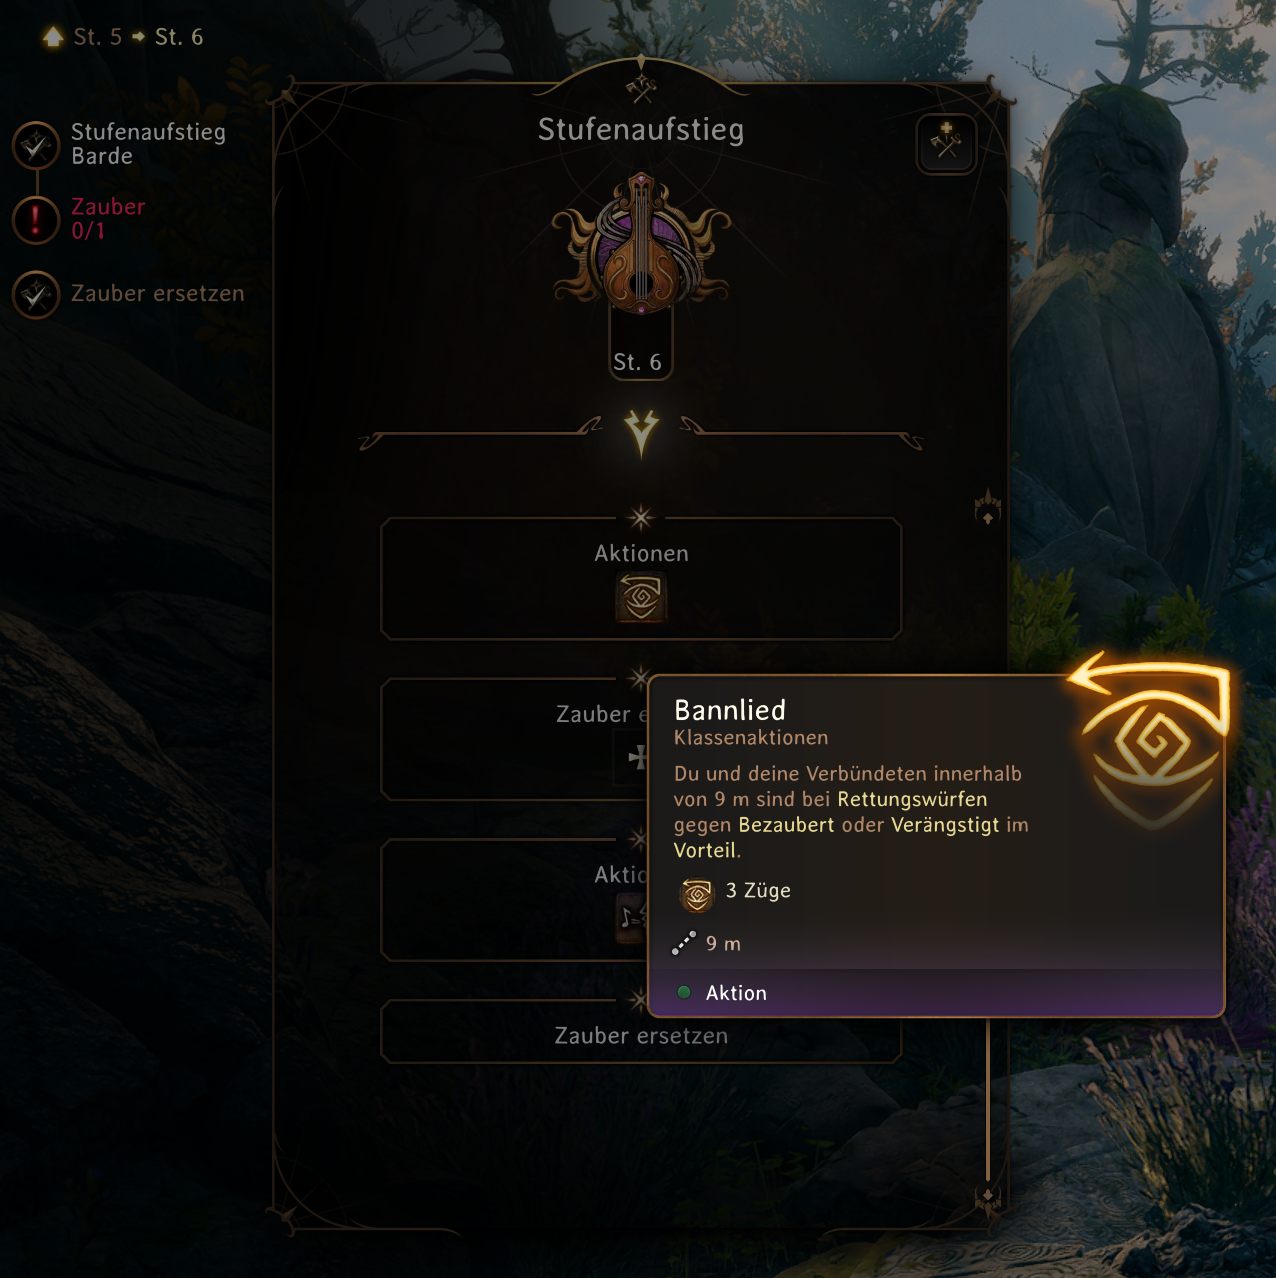 St. 5 St. 6
Stufenaufstieg
Barde
Zauber
0/1
Zauber ersetzen
Stufenaufstieg
St. 6
Aktionen
Zauber
Bannlied
Klassenaktionen
Du und deine Verbündeten innerhalb
von 9 m sind bei Rettungswürfen
gegen Bezaubert oder Verängstigt im
Vorteil.
3 Züge
9 m
Aktion
Zauber ersetzen